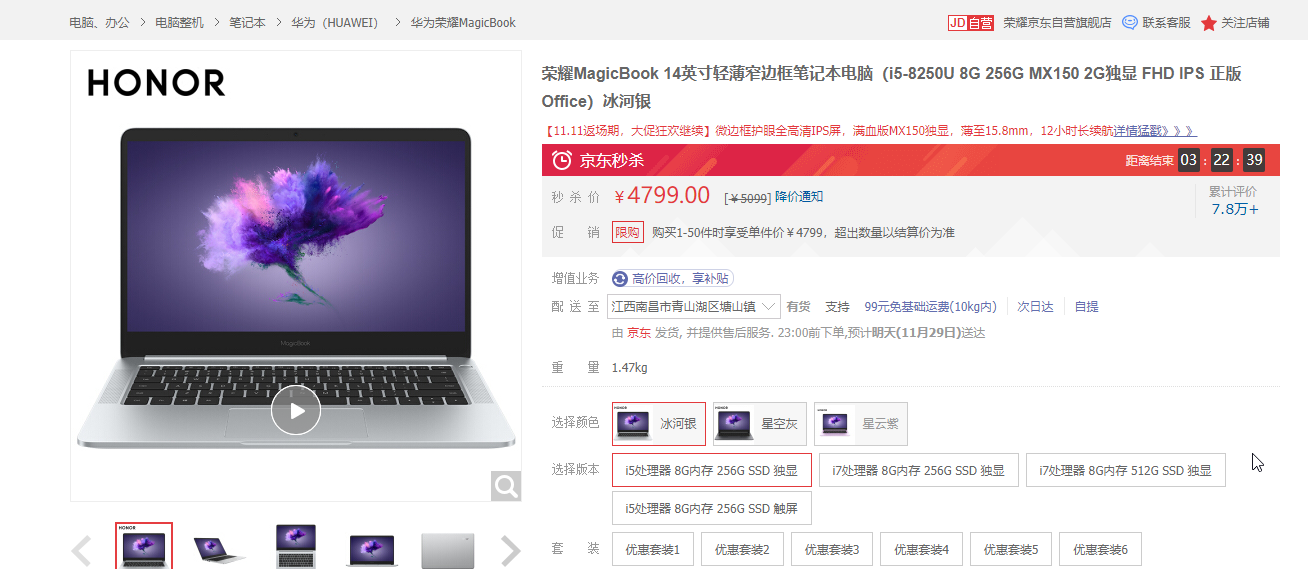 电脑、办公 > 电脑整机 > 笔记本 > 华为（HUAWEI） > 华为荣耀MagicBook
JD自营 荣耀京东自营旗舰店 联系客服 关注店铺
HONOR
MagicBook
荣耀MagicBook 14英寸轻薄窄边框笔记本电脑（i5-8250U 8G 256G MX150 2G独显 FHD IPS 正版
Office）冰河银
【11.11返场期，大促狂欢继续】微边框护眼全高清IPS屏，满血版MX150独显，薄至15.8mm，12小时长续航详情猛戳》》》
京东秒杀 距离结束 03 : 22 : 39
秒杀价 ￥4799.00 [￥5099] 降价通知 累计评价
7.8万+
促销 限购 购买1-50件时享受单件价￥4799，超出数量以结算价为准
增值业务 高价回收，享补贴
配送至 江西南昌市青山湖区塘山镇 有货 支持 99元免基础运费(10kg内) 次日达 自提
由 京东 发货, 并提供售后服务. 23:00前下单,预计明天(11月29日)送达
重量 1.47kg
选择颜色 冰河银 星空灰 星云紫
选择版本 i5处理器 8G内存 256G SSD 独显 i7处理器 8G内存 256G SSD 独显 i7处理器 8G内存 512G SSD 独显
i5处理器 8G内存 256G SSD 触屏
套装 优惠套装1 优惠套装2 优惠套装3 优惠套装4 优惠套装5 优惠套装6
HONOR